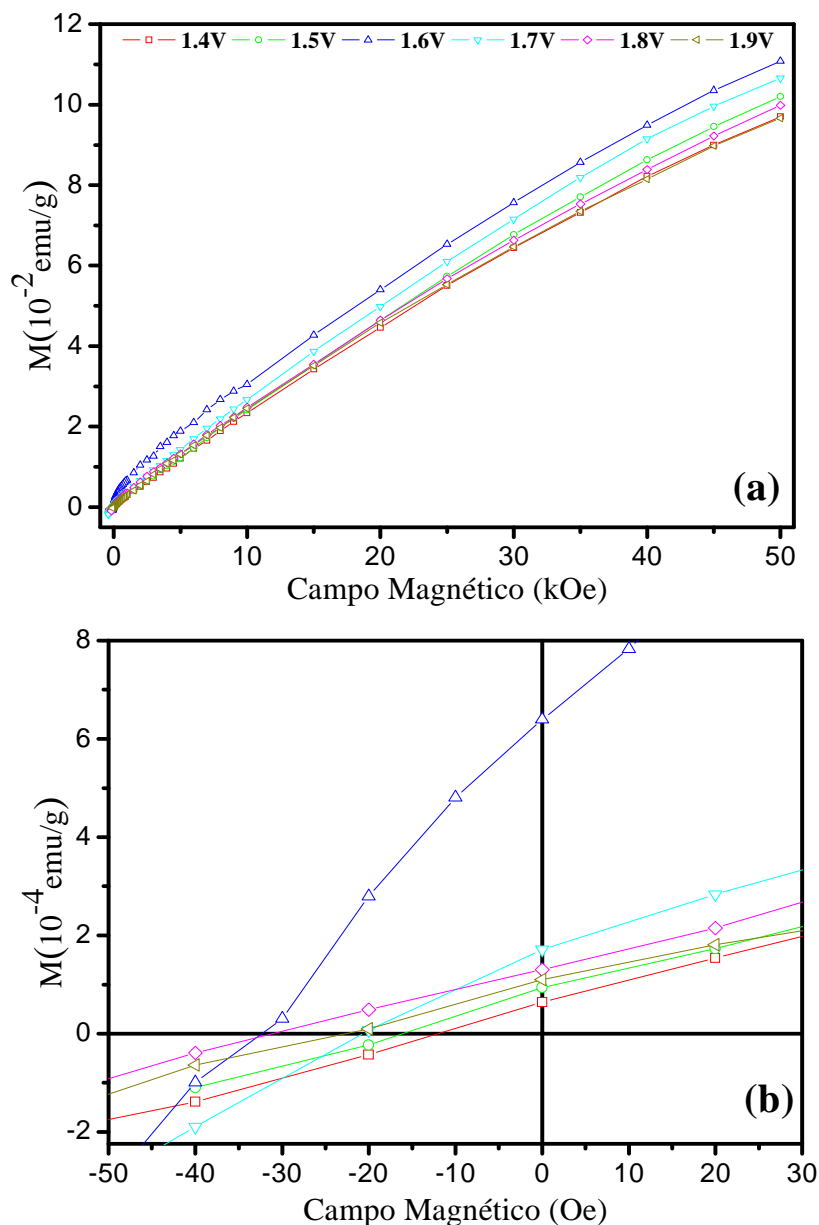 12
1.4V 1.5V 1.6V 1.7V 1.8V 1.9V
10
8
6
4
2
0
M(10⁻² emu/g)
(a)
0 10 20 30 40 50
Campo Magnético (kOe)
8
6
4
2
0
-2
M(10⁻⁴ emu/g)
(b)
-50 -40 -30 -20 -10 0 10 20 30
Campo Magnético (Oe)